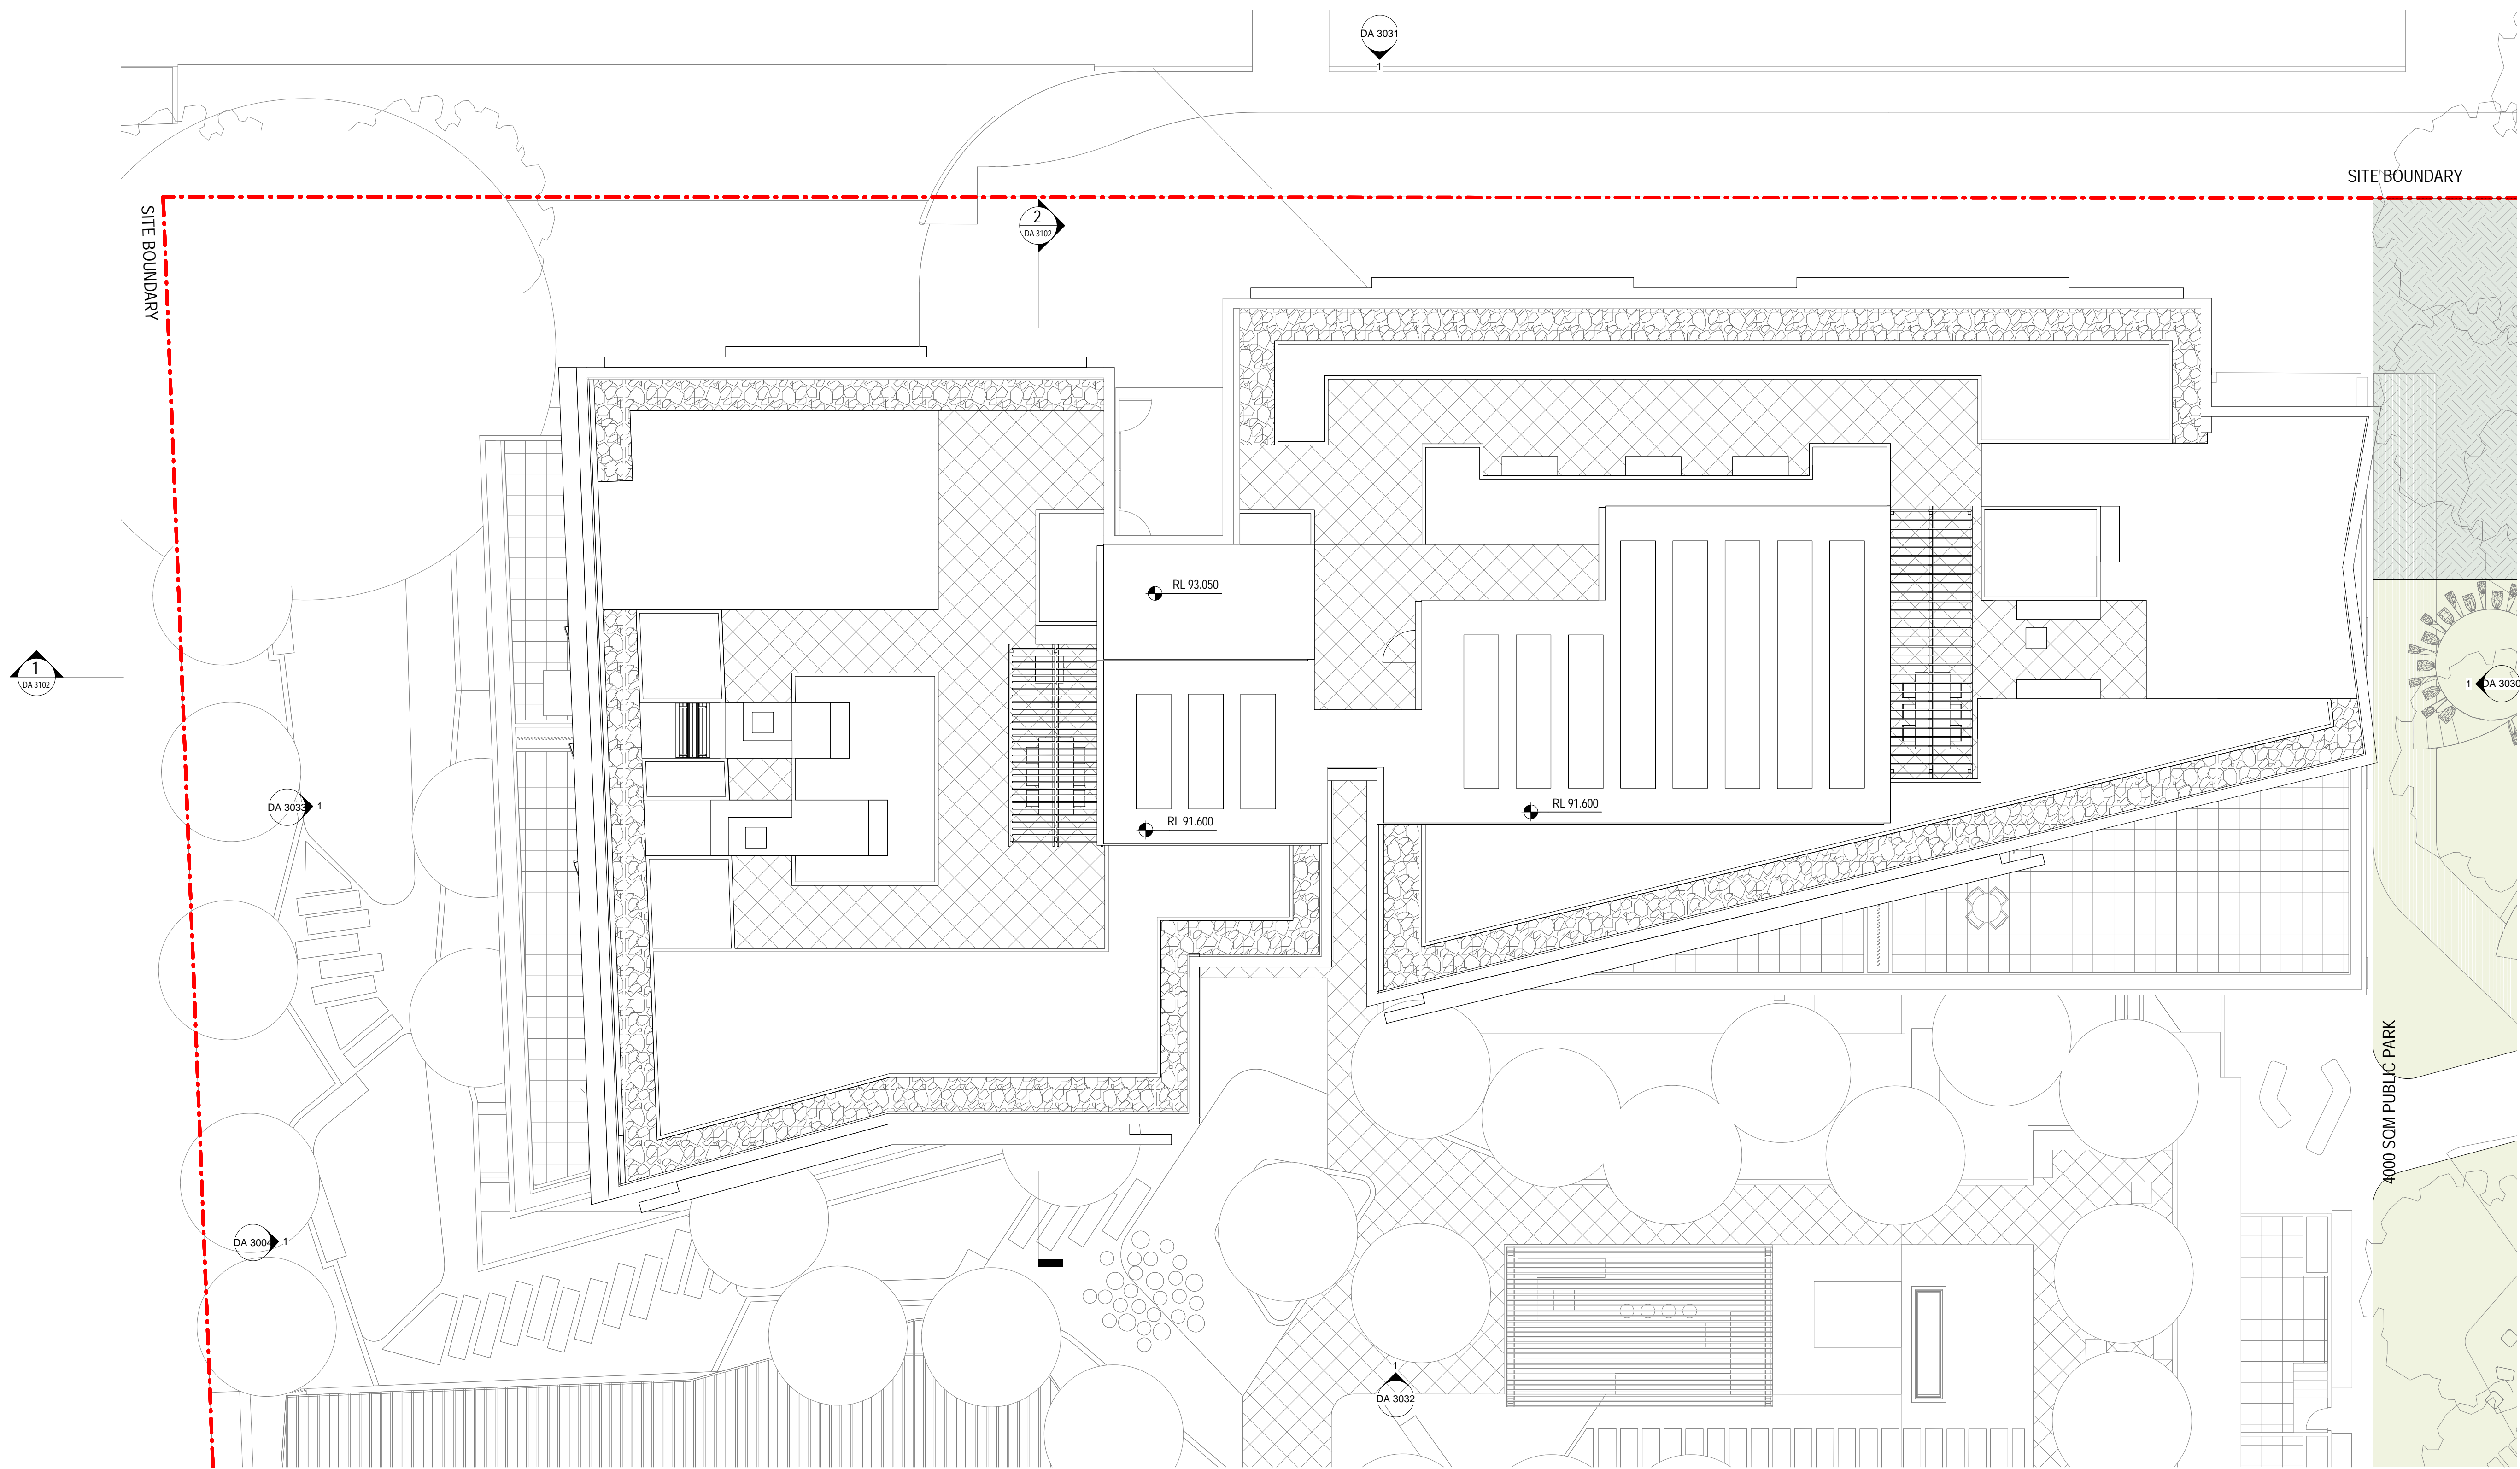 DA 3031
1
SITE BOUNDARY
SITE BOUNDARY
2
DA 3102
RL 93.050
1
DA 3102
1
DA 3030
DA 3033
1
RL 91.600
RL 91.600
4000 SQM PUBLIC PARK
DA 3004
1
1
DA 3032